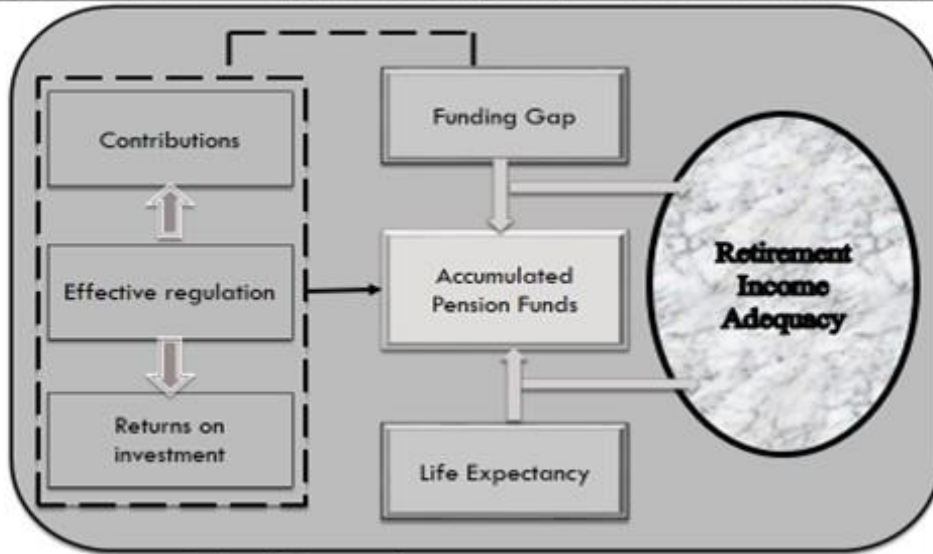 Contributions
Effective regulation
Returns on
investment
Funding Gap
Accumulated
Pension Funds
Life Expectancy
Retirement
Income
Adequacy